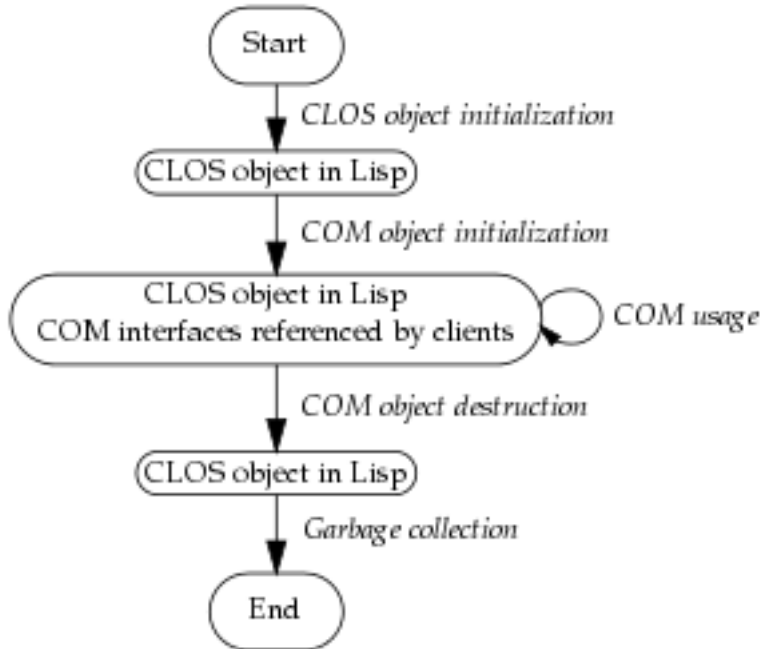 Start
CLOS object initialization
CLOS object in Lisp
COM object initialization
CLOS object in Lisp
COM interfaces referenced by clients
COM usage
COM object destruction
CLOS object in Lisp
Garbage collection
End